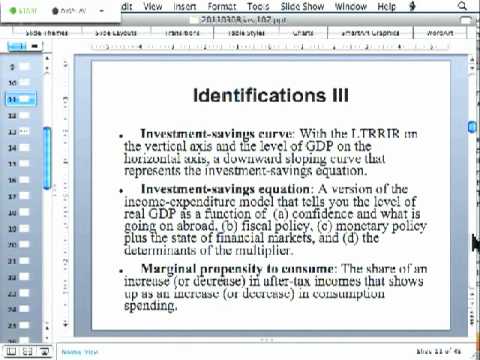 START DISPLAY dit View Insert Format Tools Slide Show Window Help
Slide Themes Slide Layouts Transitions Table Styles Charts SmartArt Graphics WordArt
9
10
11
12
13
14
15
16
17
18
19
20
21
22
23
24
25
26
Identifications III
• Investment-savings curve: With the LTRRIR on
the vertical axis and the level of GDP on the
horizontal axis, a downward sloping curve that
represents the investment-savings equation.
• Investment-savings equation: A version of the
income-expenditure model that tells you the level of
real GDP as a function of (a) confidence and what is
going on abroad, (b) fiscal policy, (c) monetary policy
plus the state of financial markets, and (d) the
determinants of the multiplier.
• Marginal propensity to consume: The share of an
increase (or decrease) in after-tax incomes that shows
up as an increase (or decrease) in consumption
spending.
Normal View
Slide 11 of